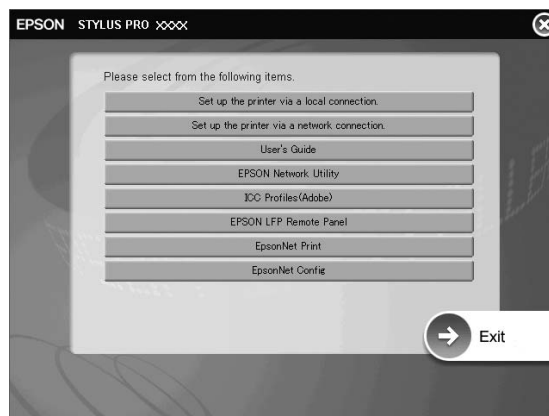 EPSON STYLUS PRO XXXX
Please select from the following items.
Set up the printer via a local connection.
Set up the printer via a network connection.
User's Guide
EPSON Network Utility
ICC Profiles(Adobe)
EPSON LFP Remote Panel
EpsonNet Print
EpsonNet Config
Exit